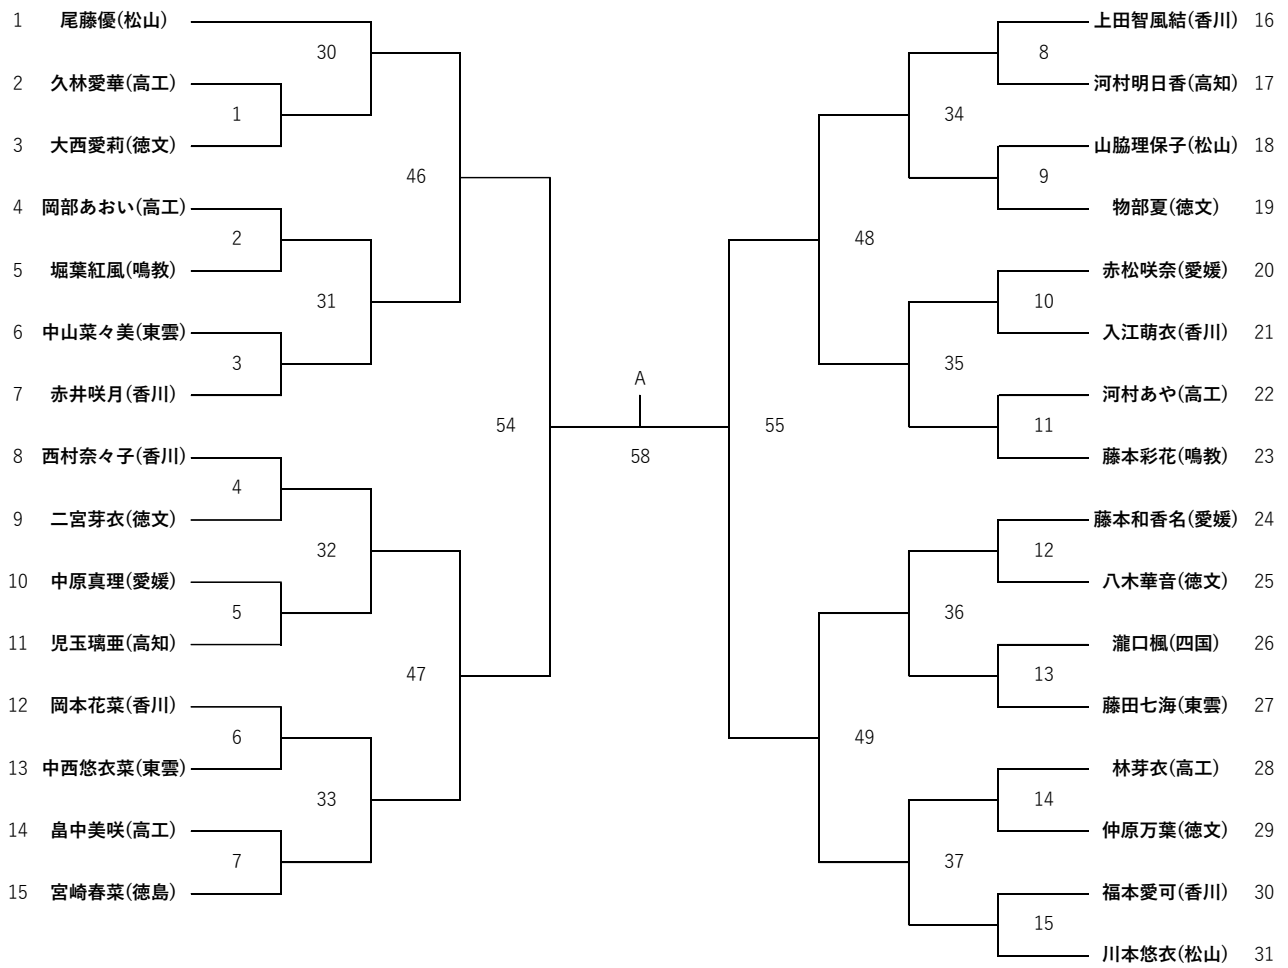 1 尾藤優(松山)
30
2 久林愛華(高工)
1
3 大西愛莉(徳文)
46
4 岡部あおい(高工)
2
5 堀葉紅風(鳴教)
31
6 中山菜々美(東雲)
3
7 赤井咲月(香川)
54
8 西村奈々子(香川)
4
9 二宮芽衣(徳文)
32
10 中原真理(愛媛)
5
11 児玉璃亜(高知)
47
12 岡本花菜(香川)
6
13 中西悠衣菜(東雲)
33
14 畠中美咲(高工)
7
15 宮崎春菜(徳島)
A
58
上田智風結(香川) 16
8
河村明日香(高知) 17
34
山脇理保子(松山) 18
9
物部夏(徳文) 19
48
赤松咲奈(愛媛) 20
10
入江萌衣(香川) 21
35
河村あや(高工) 22
11
藤本彩花(鳴教) 23
55
藤本和香名(愛媛) 24
12
八木華音(徳文) 25
36
瀧口楓(四国) 26
13
藤田七海(東雲) 27
49
林芽衣(高工) 28
14
仲原万葉(徳文) 29
37
福本愛可(香川) 30
15
川本悠衣(松山) 31